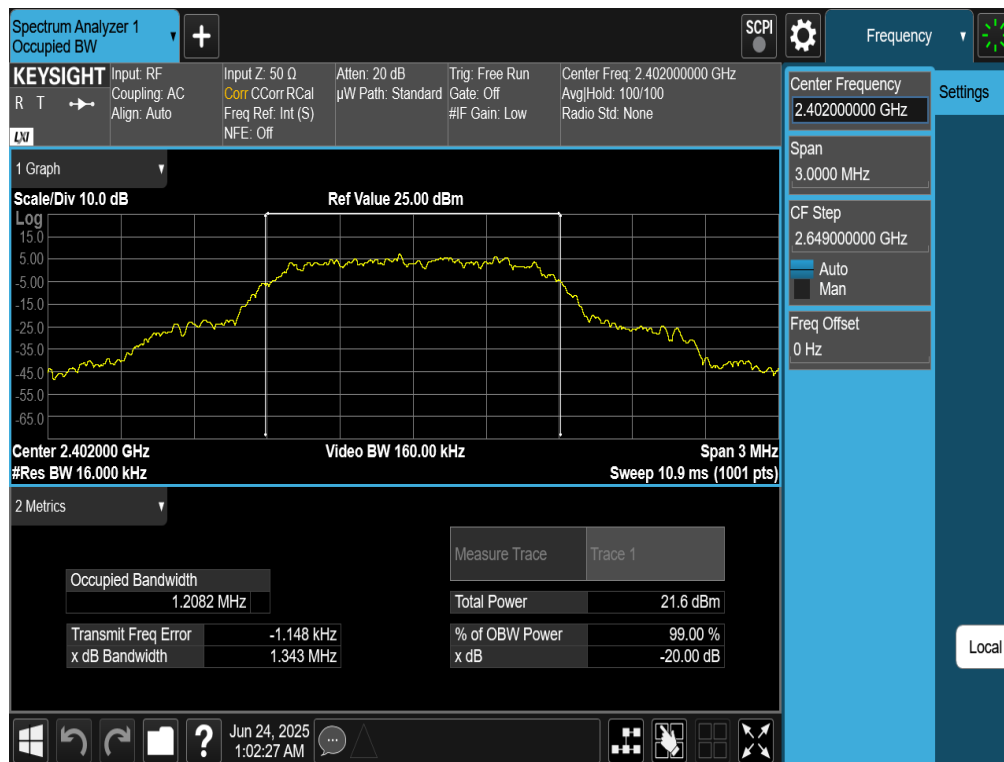 Spectrum Analyzer 1
Occupied BW
+
SCPI
Frequency
KEYSIGHT
R T
LXI
Input: RF
Coupling: AC
Align: Auto
Input Z: 50 Ω
Corr CCorr RCal
Freq Ref: Int (S)
NFE: Off
Atten: 20 dB
µW Path: Standard
Trig: Free Run
Gate: Off
#IF Gain: Low
Center Freq: 2.402000000 GHz
Avg|Hold: 100/100
Radio Std: None
Center Frequency
2.402000000 GHz
Settings
Span
3.0000 MHz
CF Step
2.649000000 GHz
Auto
Man
Freq Offset
0 Hz
1 Graph
Scale/Div 10.0 dB
Ref Value 25.00 dBm
Log
15.0
5.00
-5.00
-15.0
-25.0
-35.0
-45.0
-55.0
-65.0
Center 2.402000 GHz
Video BW 160.00 kHz
Span 3 MHz
#Res BW 16.000 kHz
Sweep 10.9 ms (1001 pts)
2 Metrics
Measure Trace
Trace 1
Occupied Bandwidth
1.2082 MHz
Total Power
21.6 dBm
Transmit Freq Error
-1.148 kHz
% of OBW Power
99.00 %
x dB Bandwidth
1.343 MHz
x dB
-20.00 dB
Local
?
Jun 24, 2025
1:02:27 AM